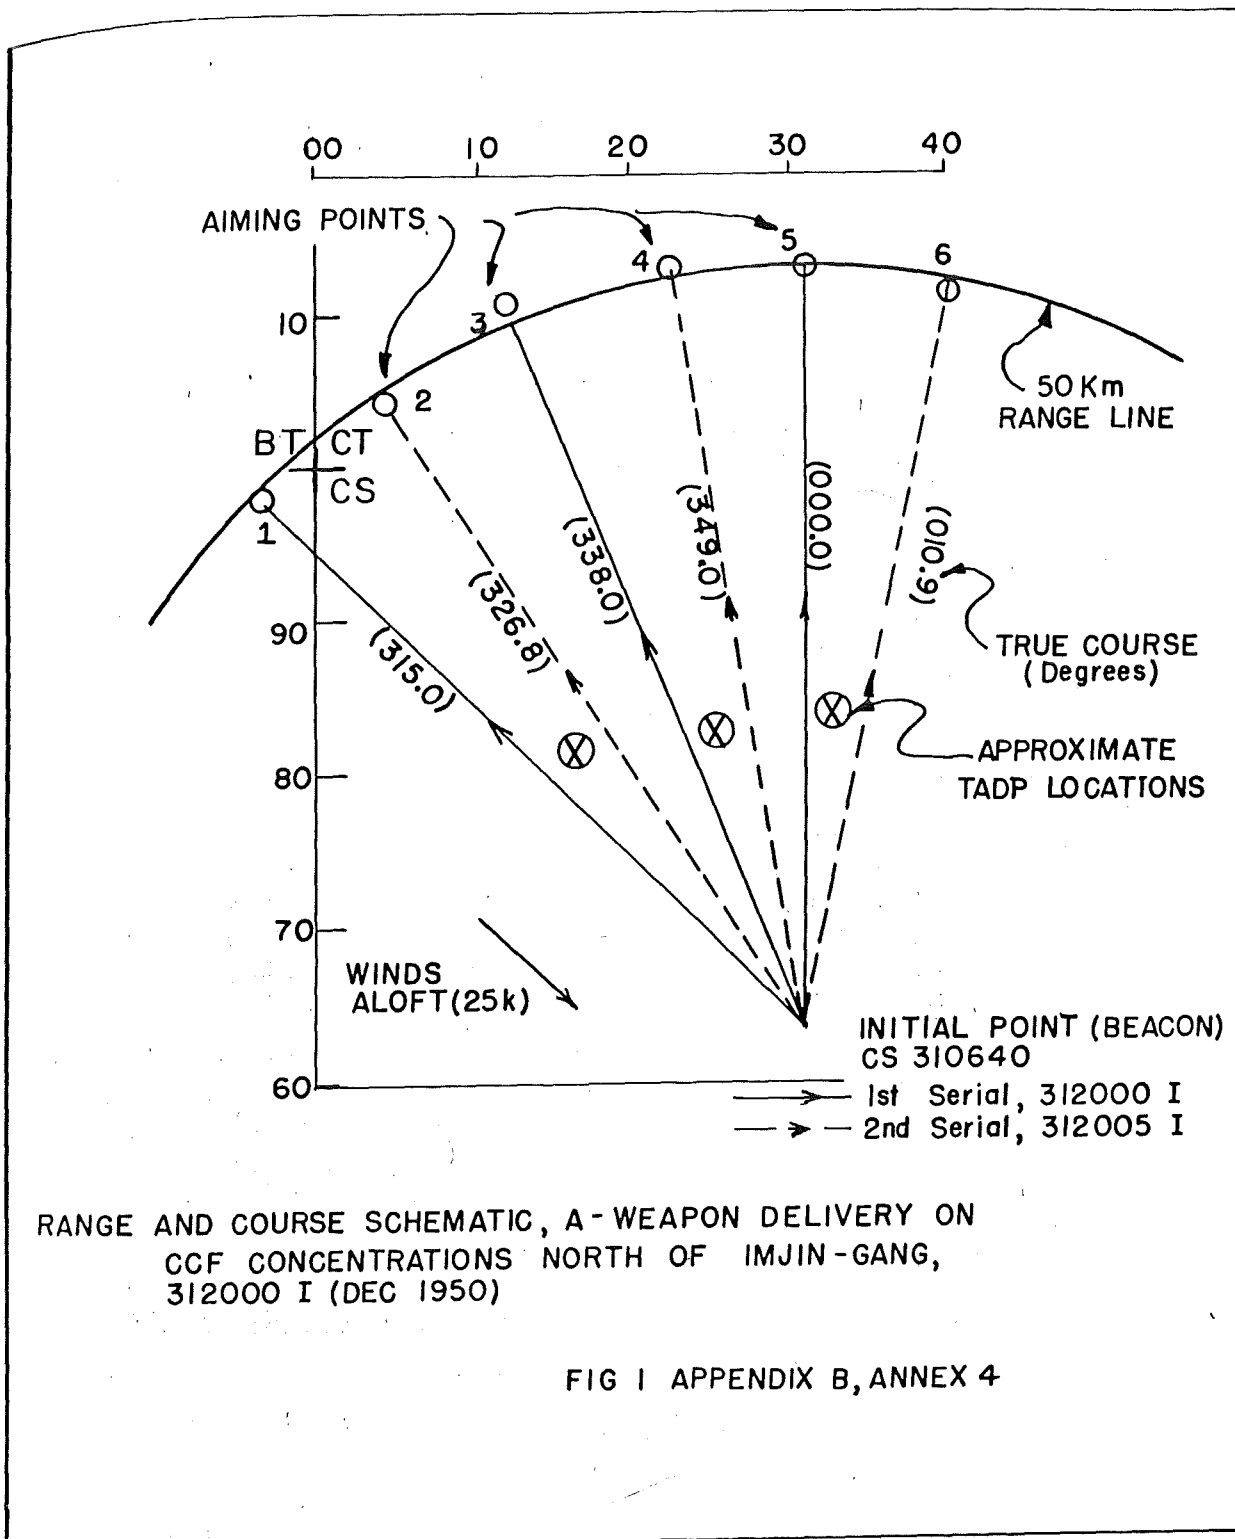 00 10 20 30 40
AIMING POINTS
1
2
3
4
5
6
10
BT CT
CS
90
80
70
60
50 Km
RANGE LINE
(315.0)
(326.8)
(338.0)
(349.0)
(000.0)
(010.9)
TRUE COURSE
(Degrees)
APPROXIMATE
TADP LOCATIONS
WINDS
ALOFT (25k)
INITIAL POINT (BEACON)
CS 310640
1st Serial, 312000 I
2nd Serial, 312005 I
RANGE AND COURSE SCHEMATIC, A-WEAPON DELIVERY ON
CCF CONCENTRATIONS NORTH OF IMJIN-GANG,
312000 I (DEC 1950)
FIG 1 APPENDIX B, ANNEX 4